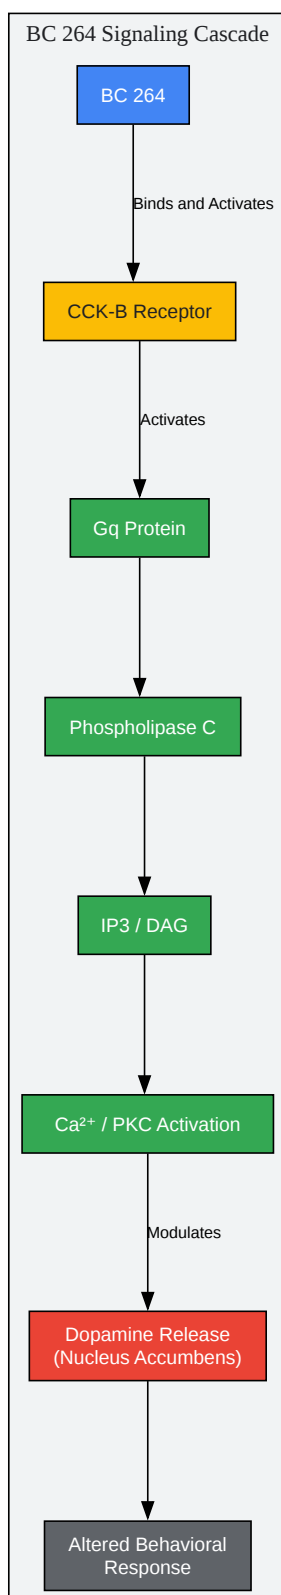 BC 264 Signaling Cascade
BC 264
Binds and Activates
CCK-B Receptor
Activates
Gq Protein
Phospholipase C
IP3 / DAG
Ca²⁺ / PKC Activation
Modulates
Dopamine Release
(Nucleus Accumbens)
Altered Behavioral
Response